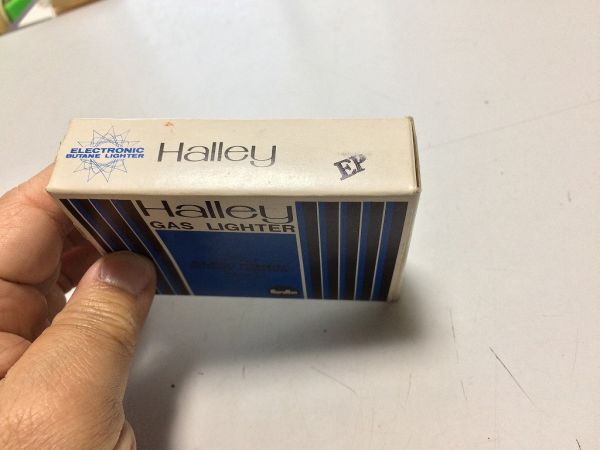 ELECTRONIC
BUTANE LIGHTER
Halley
EP
Halley
GAS LIGHTER